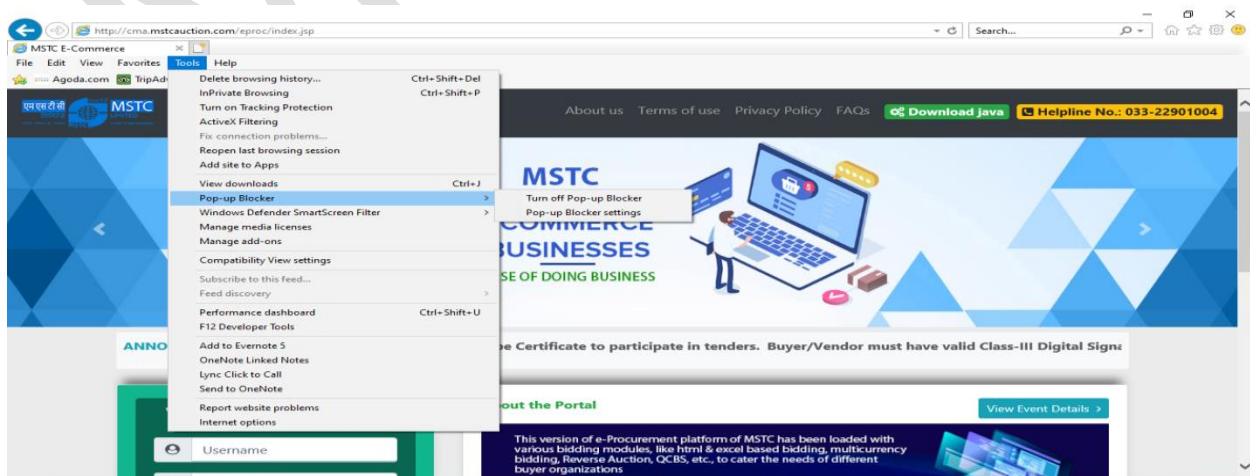 http://cma.mstcauction.com/eproc/index.jsp
Search...
MSTC E-Commerce
File Edit View Favorites Tools Help
Agoda.com TripAdv
Delete browsing history... Ctrl+Shift+Del
InPrivate Browsing Ctrl+Shift+P
Turn on Tracking Protection
ActiveX Filtering
Fix connection problems...
Reopen last browsing session
Add site to Apps
View downloads Ctrl+J
Pop-up Blocker
Windows Defender SmartScreen Filter
Manage media licenses
Manage add-ons
Compatibility View settings
Subscribe to this feed...
Feed discovery
Performance dashboard Ctrl+Shift+U
F12 Developer Tools
Add to Evernote 5
OneNote Linked Notes
Lync Click to Call
Send to OneNote
Report website problems
Internet options
Turn off Pop-up Blocker
Pop-up Blocker settings
एम एस टी सी MSTC
LIMITED
About us Terms of use Privacy Policy FAQs Download java Helpline No.: 033-22901004
MSTC
COMMERCE
USINESSES
SE OF DOING BUSINESS
ANNO
e Certificate to participate in tenders. Buyer/Vendor must have valid Class-III Digital Signa
out the Portal
View Event Details >
Username
This version of e-Procurement platform of MSTC has been loaded with
various bidding modules, like html & excel based bidding, multicurrency
bidding, Reverse Auction, QCBS, etc., to cater the needs of different
buyer organizations